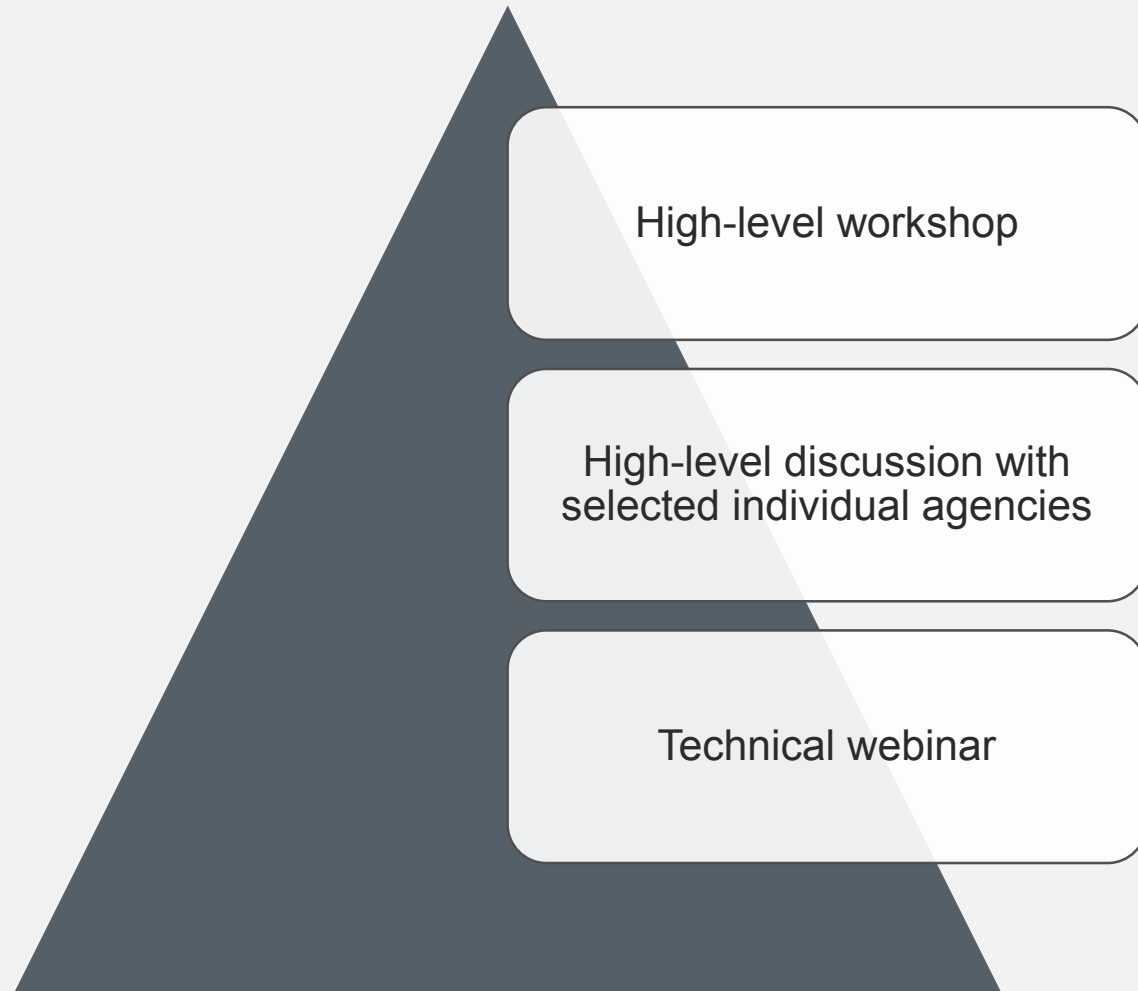 High-level workshop
High-level discussion with
selected individual agencies
Technical webinar